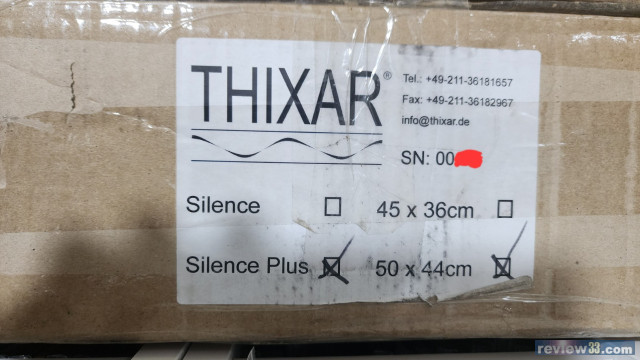 THIXAR®
Tel.: +49-211-36181657
Fax: +49-211-36182967
info@thixar.de
SN: 00
Silence ☐ 45 x 36cm ☐
Silence Plus ☒ 50 x 44cm ☒
review33.com